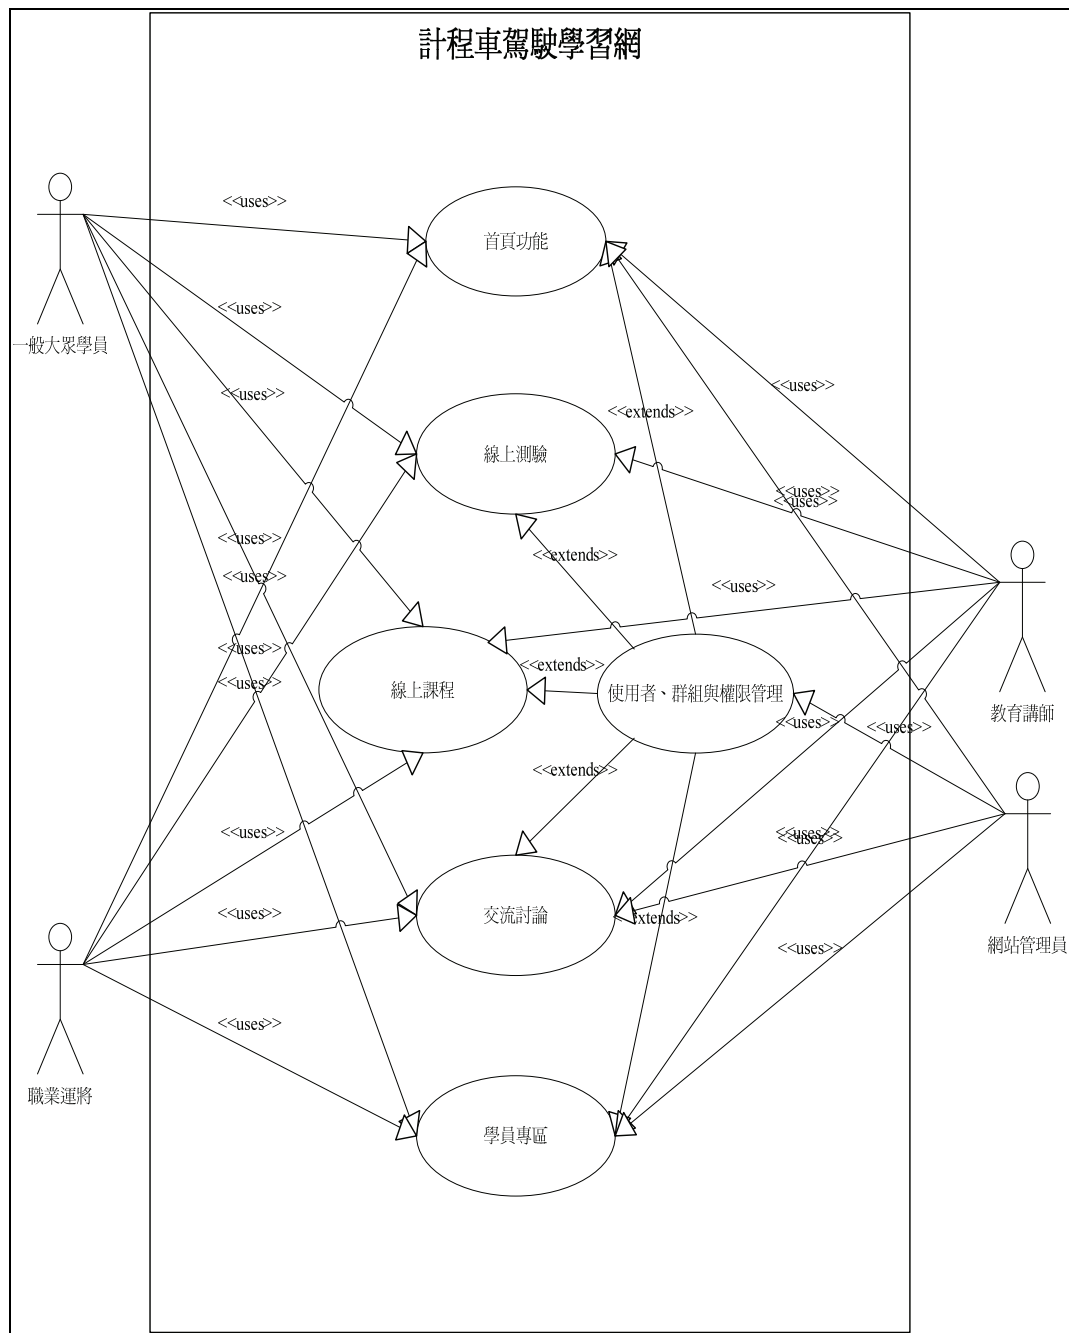 計程車駕駛學習網
<<uses>>
首頁功能
<<uses>>
一般大眾學員
<<uses>>
<<uses>>
<<extends>>
線上測驗
<<uses>>
<<uses>>
<<uses>>
<<extends>>
<<uses>>
<<uses>>
<<uses>>
<<extends>>
<<uses>>
線上課程
使用者、群組與權限管理
教育講師
<<uses>>
<<uses>>
<<extends>>
<<uses>>
<<uses>>
<<uses>>
<<uses>>
交流討論
<<extends>>
網站管理員
<<uses>>
<<uses>>
職業運將
學員專區